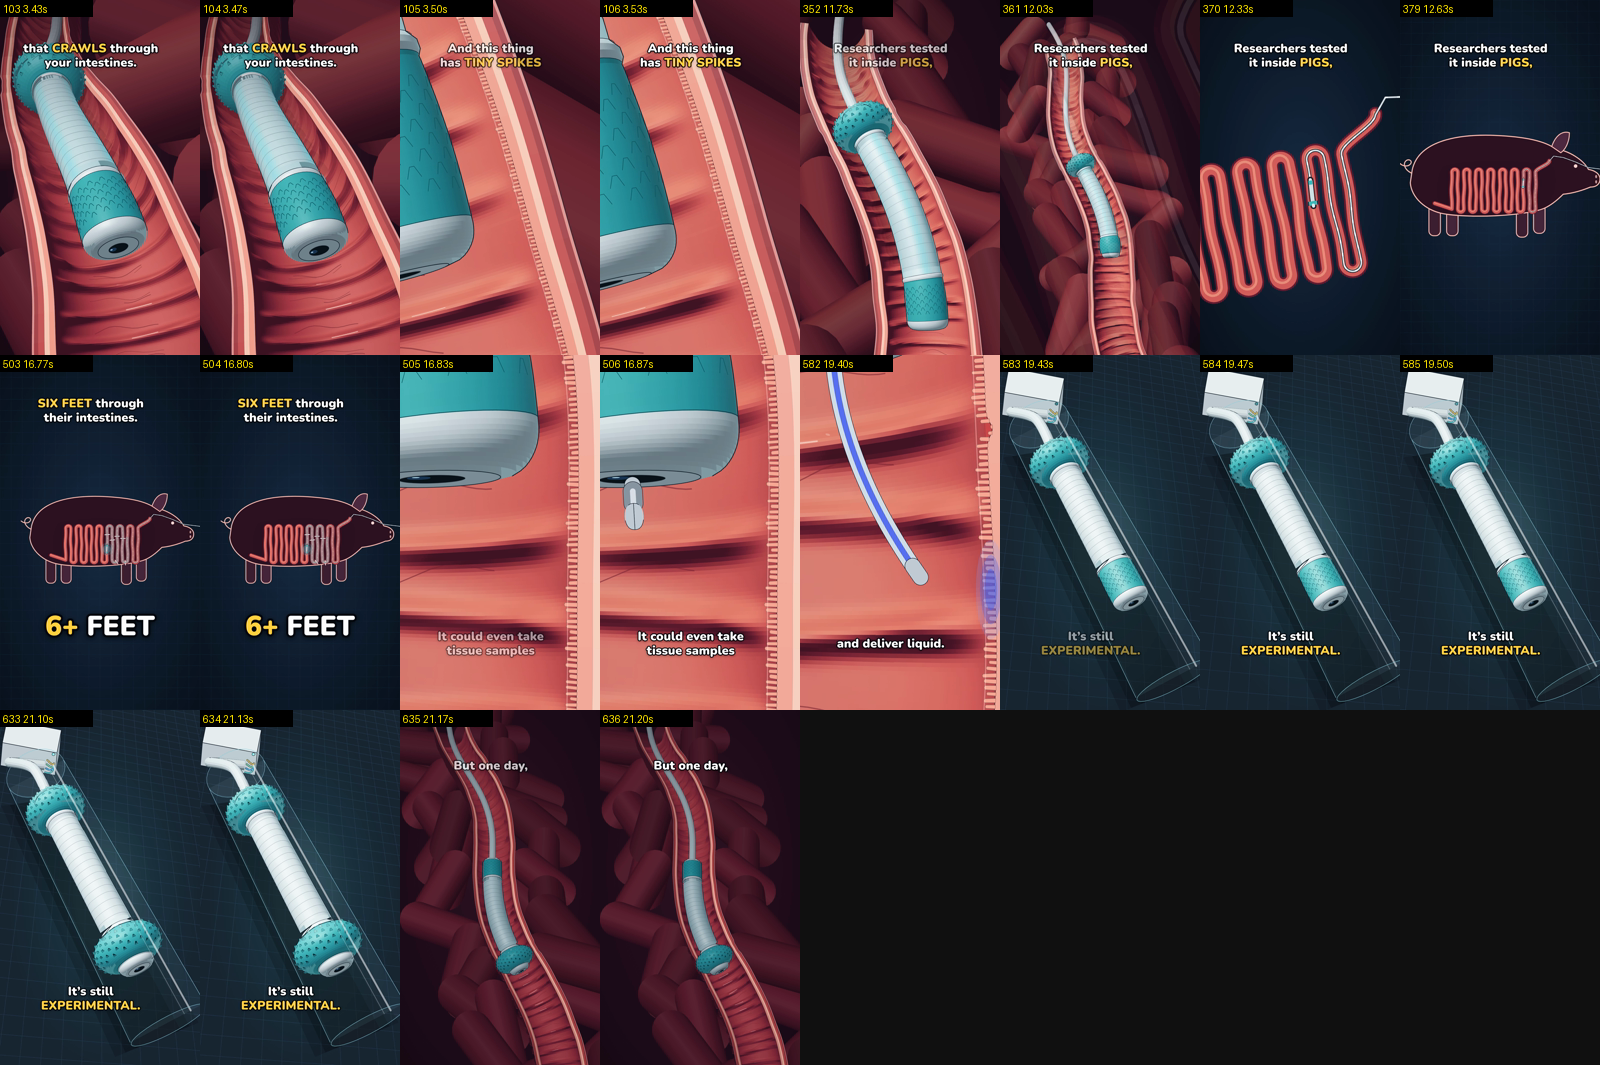 103 3.43s
that CRAWLS through
your intestines.
104 3.47s
that CRAWLS through
your intestines.
105 3.50s
And this thing
has TINY SPIKES
106 3.53s
And this thing
has TINY SPIKES
352 11.73s
Researchers tested
it inside PIGS,
361 12.03s
Researchers tested
it inside PIGS,
370 12.33s
Researchers tested
it inside PIGS,
379 12.63s
Researchers tested
it inside PIGS,
503 16.77s
SIX FEET through
their intestines.
6+ FEET
504 16.80s
SIX FEET through
their intestines.
6+ FEET
505 16.83s
It could even take
tissue samples
506 16.87s
It could even take
tissue samples
582 19.40s
and deliver liquid.
583 19.43s
It's still
EXPERIMENTAL.
584 19.47s
It's still
EXPERIMENTAL.
585 19.50s
It's still
EXPERIMENTAL.
633 21.10s
It's still
EXPERIMENTAL.
634 21.13s
It's still
EXPERIMENTAL.
635 21.17s
But one day,
636 21.20s
But one day,